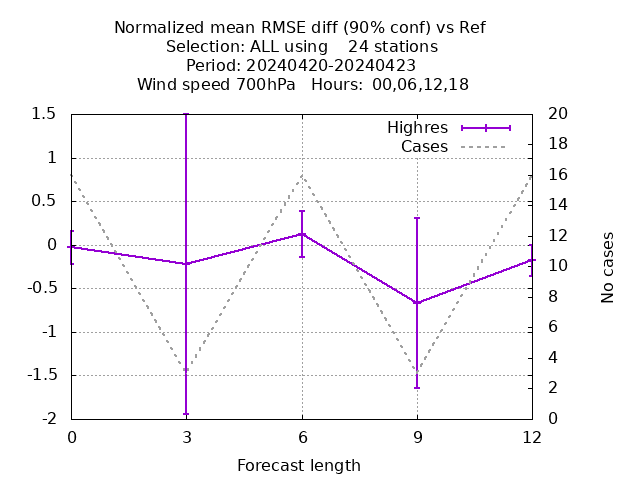 Normalized mean RMSE diff (90% conf) vs Ref
Selection: ALL using    24 stations
Period: 20240420-20240423
Wind speed 700hPa   Hours:  00,06,12,18
Highres
Cases
1.5
1
0.5
0
-0.5
-1
-1.5
-2
20
18
16
14
12
10
8
6
4
2
0
No cases
0 3 6 9 12
Forecast length